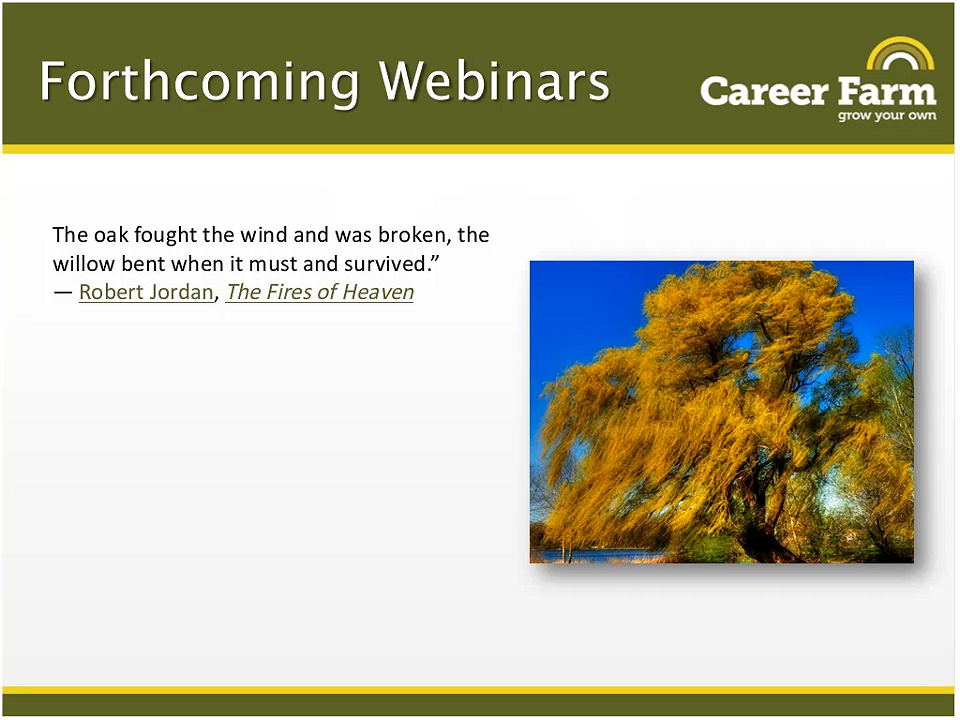 Forthcoming Webinars
Career Farm
grow your own
The oak fought the wind and was broken, the
willow bent when it must and survived.”
— Robert Jordan, The Fires of Heaven